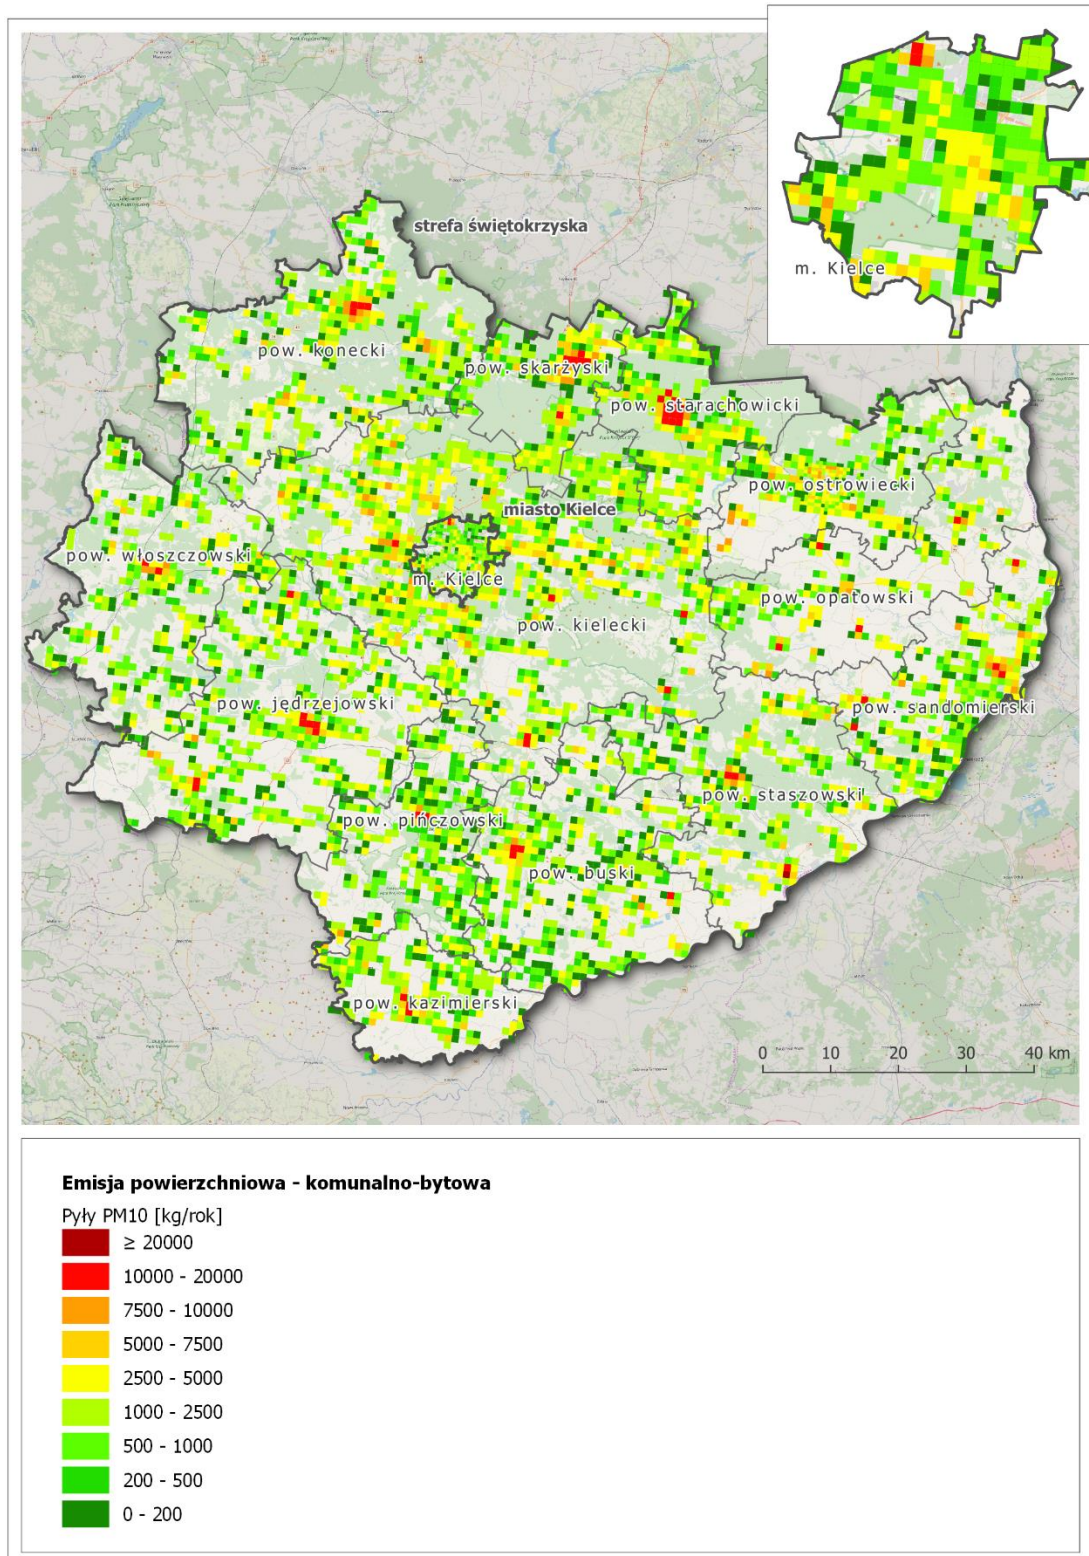 m. Kielce
strefa świętokrzyska
pow. konecki
pow. skarżyski
pow. starachowicki
pow. ostrowiecki
miasto Kielce
pow. włoszczowski
m. Kielce
pow. opatowski
pow. kielecki
pow. jędrzejowski
pow. sandomierski
pow. staszowski
pow. pińczowski
pow. buski
pow. kazimierski
0 10 20 30 40 km
Emisja powierzchniowa - komunalno-bytowa
Pyły PM10 [kg/rok]
≥ 20000
10000 - 20000
7500 - 10000
5000 - 7500
2500 - 5000
1000 - 2500
500 - 1000
200 - 500
0 - 200